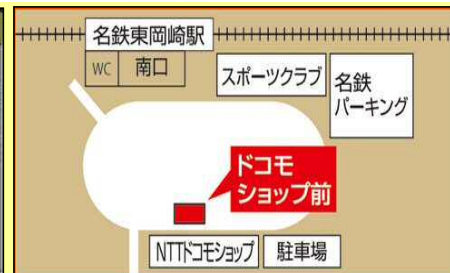 名鉄東岡崎駅
WC
南口
スポーツクラブ
名鉄
パーキング
ドコモ
ショップ前
NTTドコモショップ
駐車場